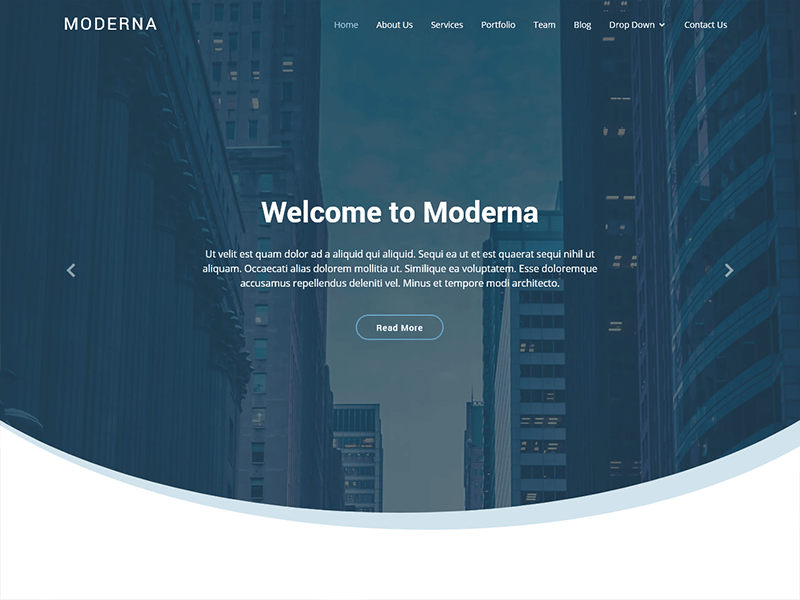 MODERNA
Home About Us Services Portfolio Team Blog Drop Down Contact Us
Welcome to Moderna
Ut velit est quam dolor ad a aliquid qui aliquid. Sequi ea ut et est quaerat sequi nihil ut
aliquam. Occaecati alias dolorem mollitia ut. Similique ea voluptatem. Esse doloremque
accusamus repellendus deleniti vel. Minus et tempore modi architecto.
Read More